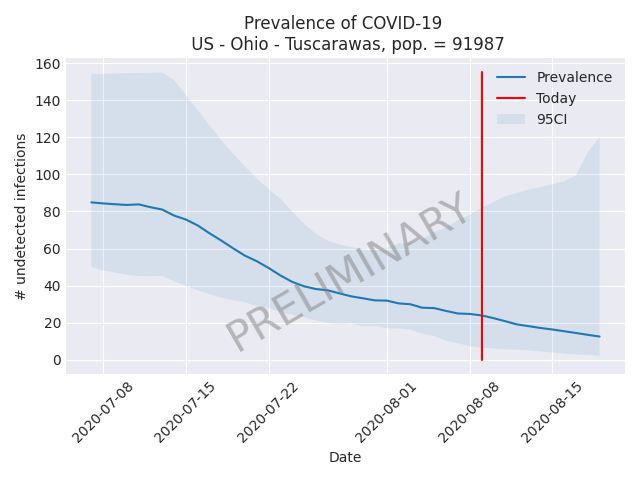 Prevalence of COVID-19
US - Ohio - Tuscarawas, pop. = 91987
160
140
120
100
80
60
40
20
0
# undetected infections
Prevalence
Today
95CI
PRELIMINARY
2020-07-08
2020-07-15
2020-07-22
2020-08-01
2020-08-08
2020-08-15
Date